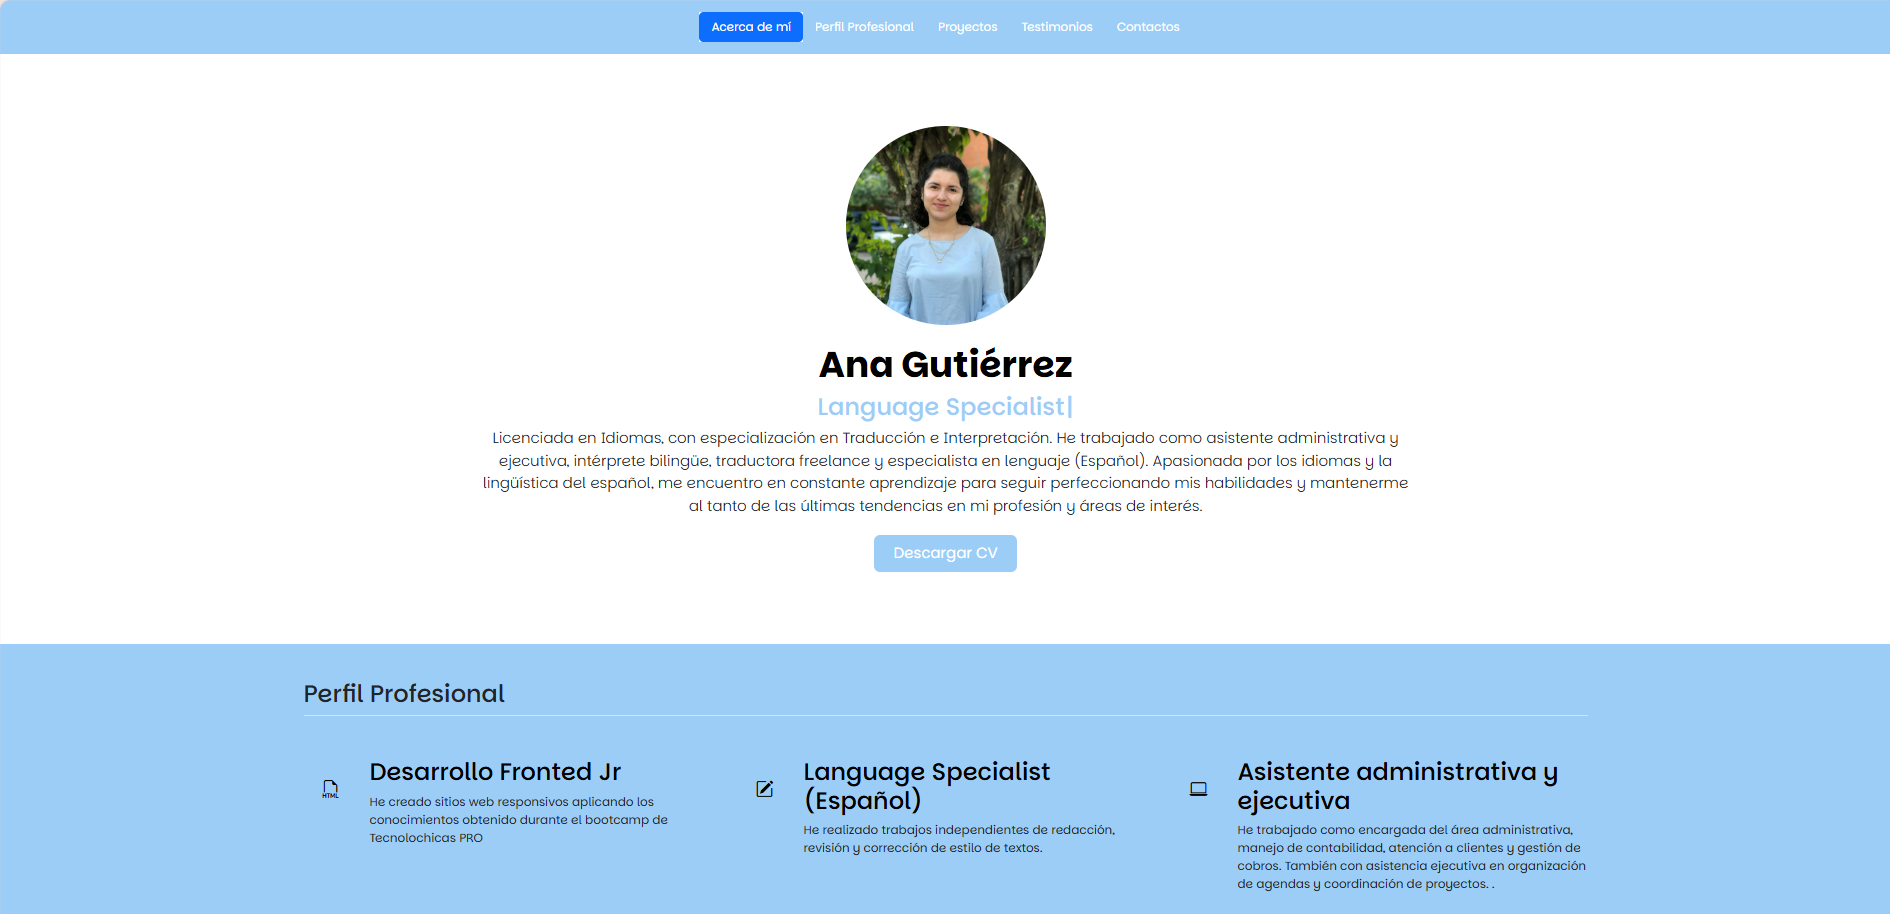 Acerca de mí Perfil Profesional Proyectos Testimonios Contactos
Ana Gutiérrez
Language Specialist|
Licenciada en Idiomas, con especialización en Traducción e Interpretación. He trabajado como asistente administrativa y
ejecutiva, intérprete bilingüe, traductora freelance y especialista en lenguaje (Español). Apasionada por los idiomas y la
lingüística del español, me encuentro en constante aprendizaje para seguir perfeccionando mis habilidades y mantenerme
al tanto de las últimas tendencias en mi profesión y áreas de interés.
Descargar CV
Perfil Profesional
HTML
Desarrollo Fronted Jr
He creado sitios web responsivos aplicando los
conocimientos obtenido durante el bootcamp de
Tecnolochicas PRO
Language Specialist
(Español)
He realizado trabajos independientes de redacción,
revisión y corrección de estilo de textos.
Asistente administrativa y
ejecutiva
He trabajado como encargada del área administrativa,
manejo de contabilidad, atención a clientes y gestión de
cobros. También con asistencia ejecutiva en organización
de agendas y coordinación de proyectos. .